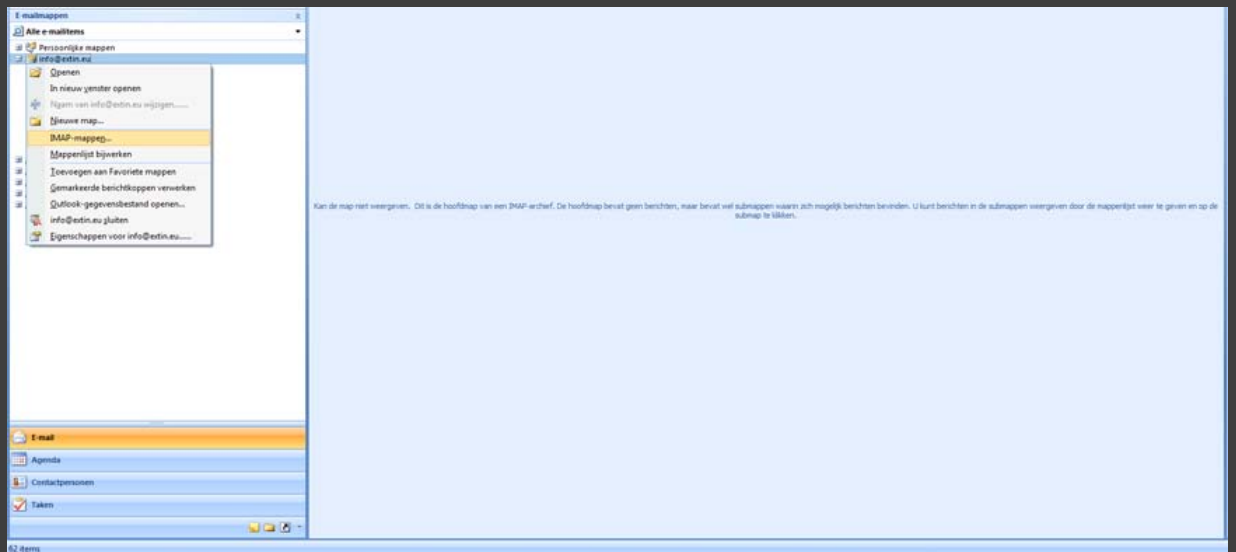 E-mailmappen
Alle e-mailitems
Persoonlijke mappen
info@extin.eu
Openen
In nieuw venster openen
Naam van info@extin.eu wijzigen......
Nieuwe map...
IMAP-mappen...
Mappenlijst bijwerken
Toevoegen aan Favoriete mappen
Gemarkeerde berichtkoppen verwerken
Outlook-gegevensbestand openen...
info@extin.eu sluiten
Eigenschappen voor info@extin.eu......
Kan de map niet weergeven. Dit is de hoofdmap van een IMAP-archief. De hoofdmap bevat geen berichten, maar bevat wel submappen waarin zich mogelijk berichten bevinden. U kunt berichten in de submappen weergeven door de mappenlijst weer te geven en op de
submap te klikken.
E-mail
Agenda
Contactpersonen
Taken
62 items